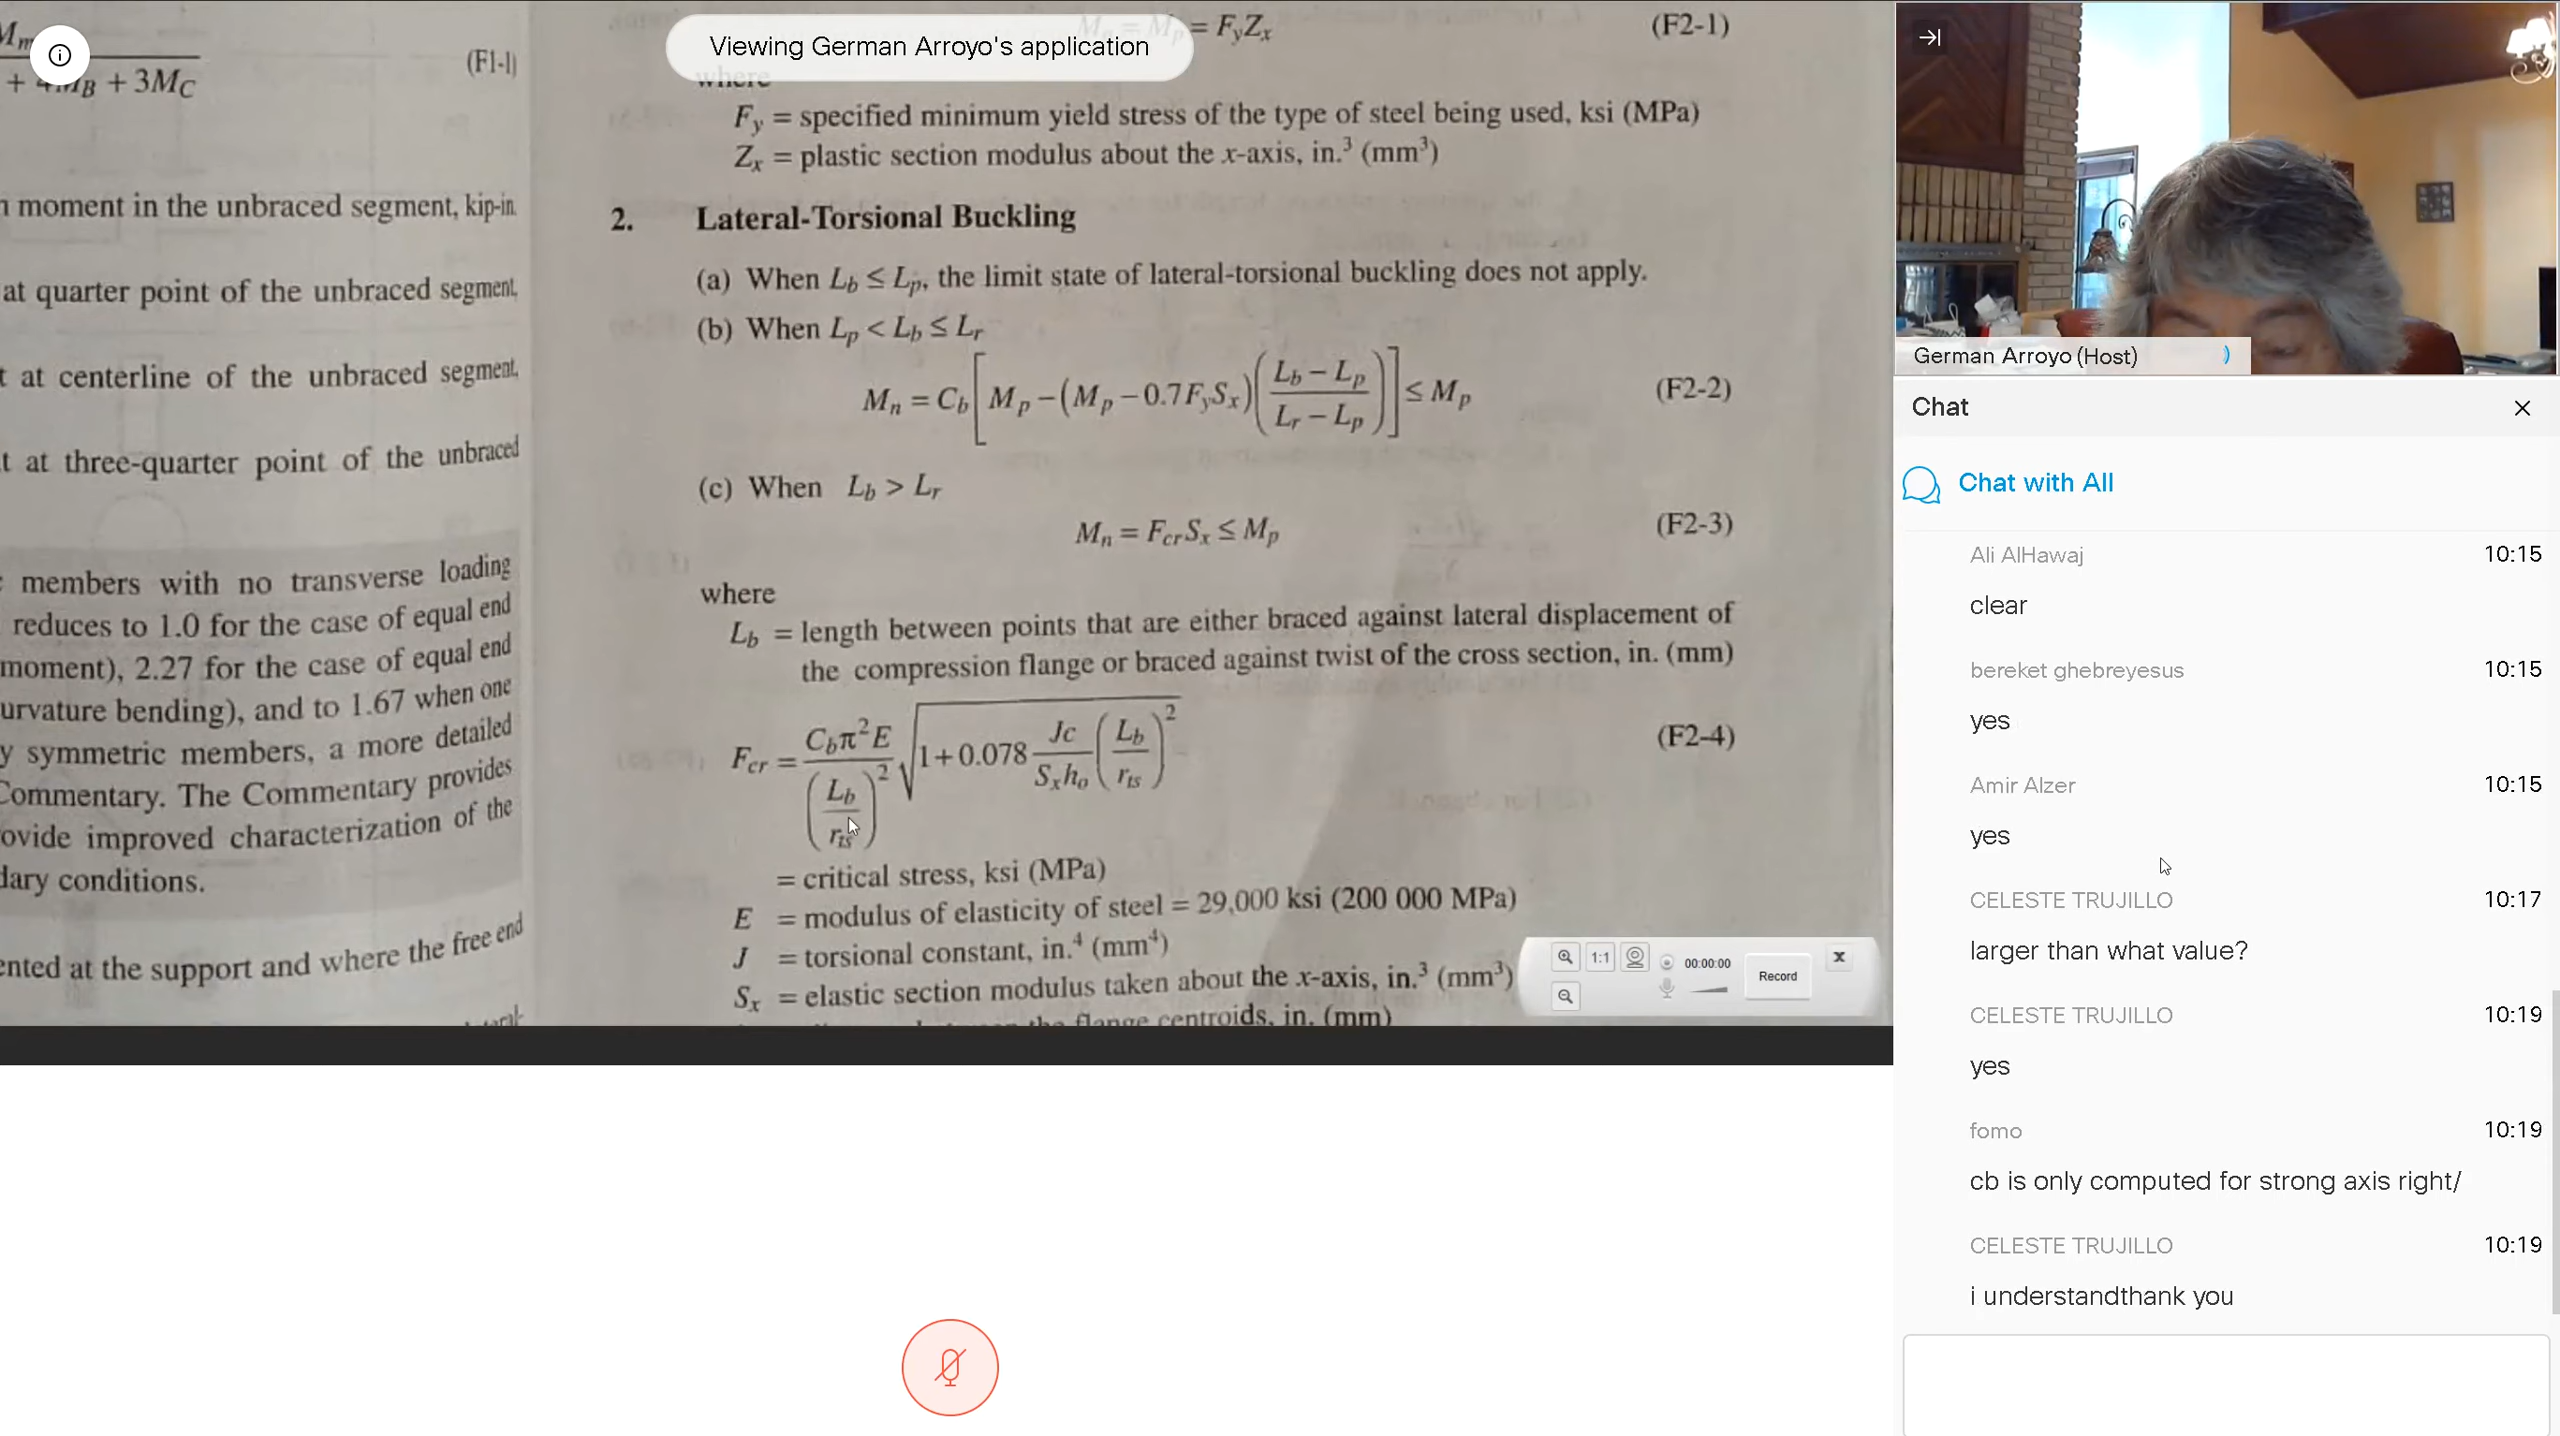 + 4M_B + 3M_C
(F1-1)
moment in the unbraced segment, kip-in.
at quarter point of the unbraced segment,
at centerline of the unbraced segment,
at three-quarter point of the unbraced
members with no transverse loading
reduces to 1.0 for the case of equal end
moment), 2.27 for the case of equal end
urvature bending), and to 1.67 when one
y symmetric members, a more detailed
Commentary. The Commentary provides
ovide improved characterization of the
dary conditions.
ented at the support and where the free end
Viewing German Arroyo's application
M_n = M_p = F_yZ_x (F2-1)
where
F_y = specified minimum yield stress of the type of steel being used, ksi (MPa)
Z_x = plastic section modulus about the x-axis, in.³ (mm³)
2. Lateral-Torsional Buckling
(a) When L_b ≤ L_p, the limit state of lateral-torsional buckling does not apply.
(b) When L_p < L_b ≤ L_r
M_n = C_b[M_p − (M_p − 0.7F_yS_x)((L_b − L_p)/(L_r − L_p))] ≤ M_p (F2-2)
(c) When L_b > L_r
M_n = F_crS_x ≤ M_p (F2-3)
where
L_b = length between points that are either braced against lateral displacement of
the compression flange or braced against twist of the cross section, in. (mm)
F_cr = C_bπ²E/(L_b/r_ts)² √(1 + 0.078 Jc/(S_xh_o) (L_b/r_ts)²) (F2-4)
= critical stress, ksi (MPa)
E = modulus of elasticity of steel = 29,000 ksi (200 000 MPa)
J = torsional constant, in.⁴ (mm⁴)
S_x = elastic section modulus taken about the x-axis, in.³ (mm³)
flange centroids, in. (mm)
1:1
00:00:00
Record
x
German Arroyo (Host)
Chat
Chat with All
Ali AlHawaj 10:15
clear
bereket ghebreyesus 10:15
yes
Amir Alzer 10:15
yes
CELESTE TRUJILLO 10:17
larger than what value?
CELESTE TRUJILLO 10:19
yes
fomo 10:19
cb is only computed for strong axis right/
CELESTE TRUJILLO 10:19
i understandthank you